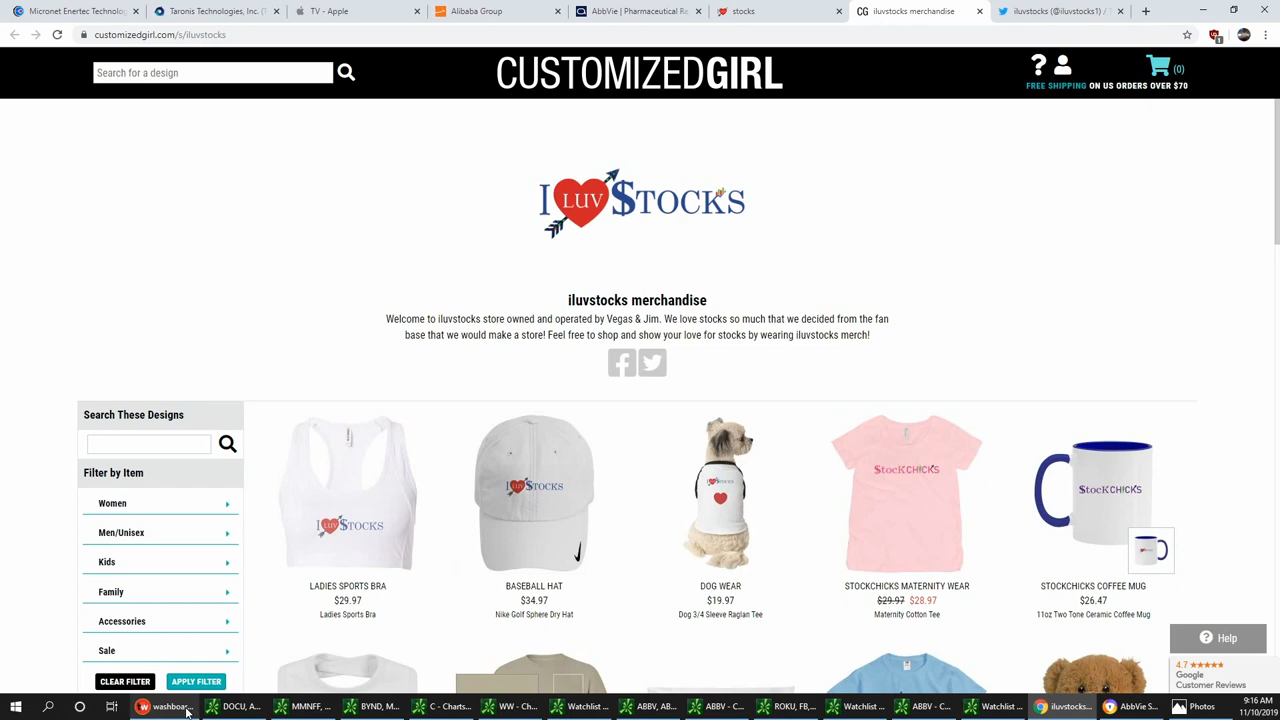 Micronet Enertec Technolog
Taronis Technologies, Inc. (T
TV - Apple
Alibaba Group
AbbVie | Pharmaceutical Re
stocks
CG iluvstocks merchandise
iluvstocks (@iluvstocks1) / T
customizedgirl.com/s/iluvstocks
Search for a design
CUSTOMIZEDGIRL
(0)
FREE SHIPPING ON US ORDERS OVER $70
I LUV $TOCKS
iluvstocks merchandise
Welcome to iluvstocks store owned and operated by Vegas & Jim. We love stocks so much that we decided from the fan
base that we would make a store! Feel free to shop and show your love for stocks by wearing iluvstocks merch!
Search These Designs
Filter by Item
Women
Men/Unisex
Kids
Family
Accessories
Sale
CLEAR FILTER APPLY FILTER
I LUV $TOCKS
LADIES SPORTS BRA
$29.97
Ladies Sports Bra
I LUV $TOCKS
BASEBALL HAT
$34.97
Nike Golf Sphere Dry Hat
DOG WEAR
$19.97
Dog 3/4 Sleeve Raglan Tee
$TOCKCHICKS
STOCKCHICKS MATERNITY WEAR
$29.97 $28.97
Maternity Cotton Tee
$TOCKCHICKS
STOCKCHICKS COFFEE MUG
$26.47
11oz Two Tone Ceramic Coffee Mug
Help
4.7
Google
Customer Reviews
washboar...
DOCU, A...
MMNFF, ...
BYND, M...
C - Charts...
WW - Ch...
Watchlist ...
ABBV, AB...
ABBV - C...
ROKU, FB,...
Watchlist ...
ABBV - C...
Watchlist ...
iluvstocks...
AbbVie S...
Photos
9:16 AM
11/10/2019